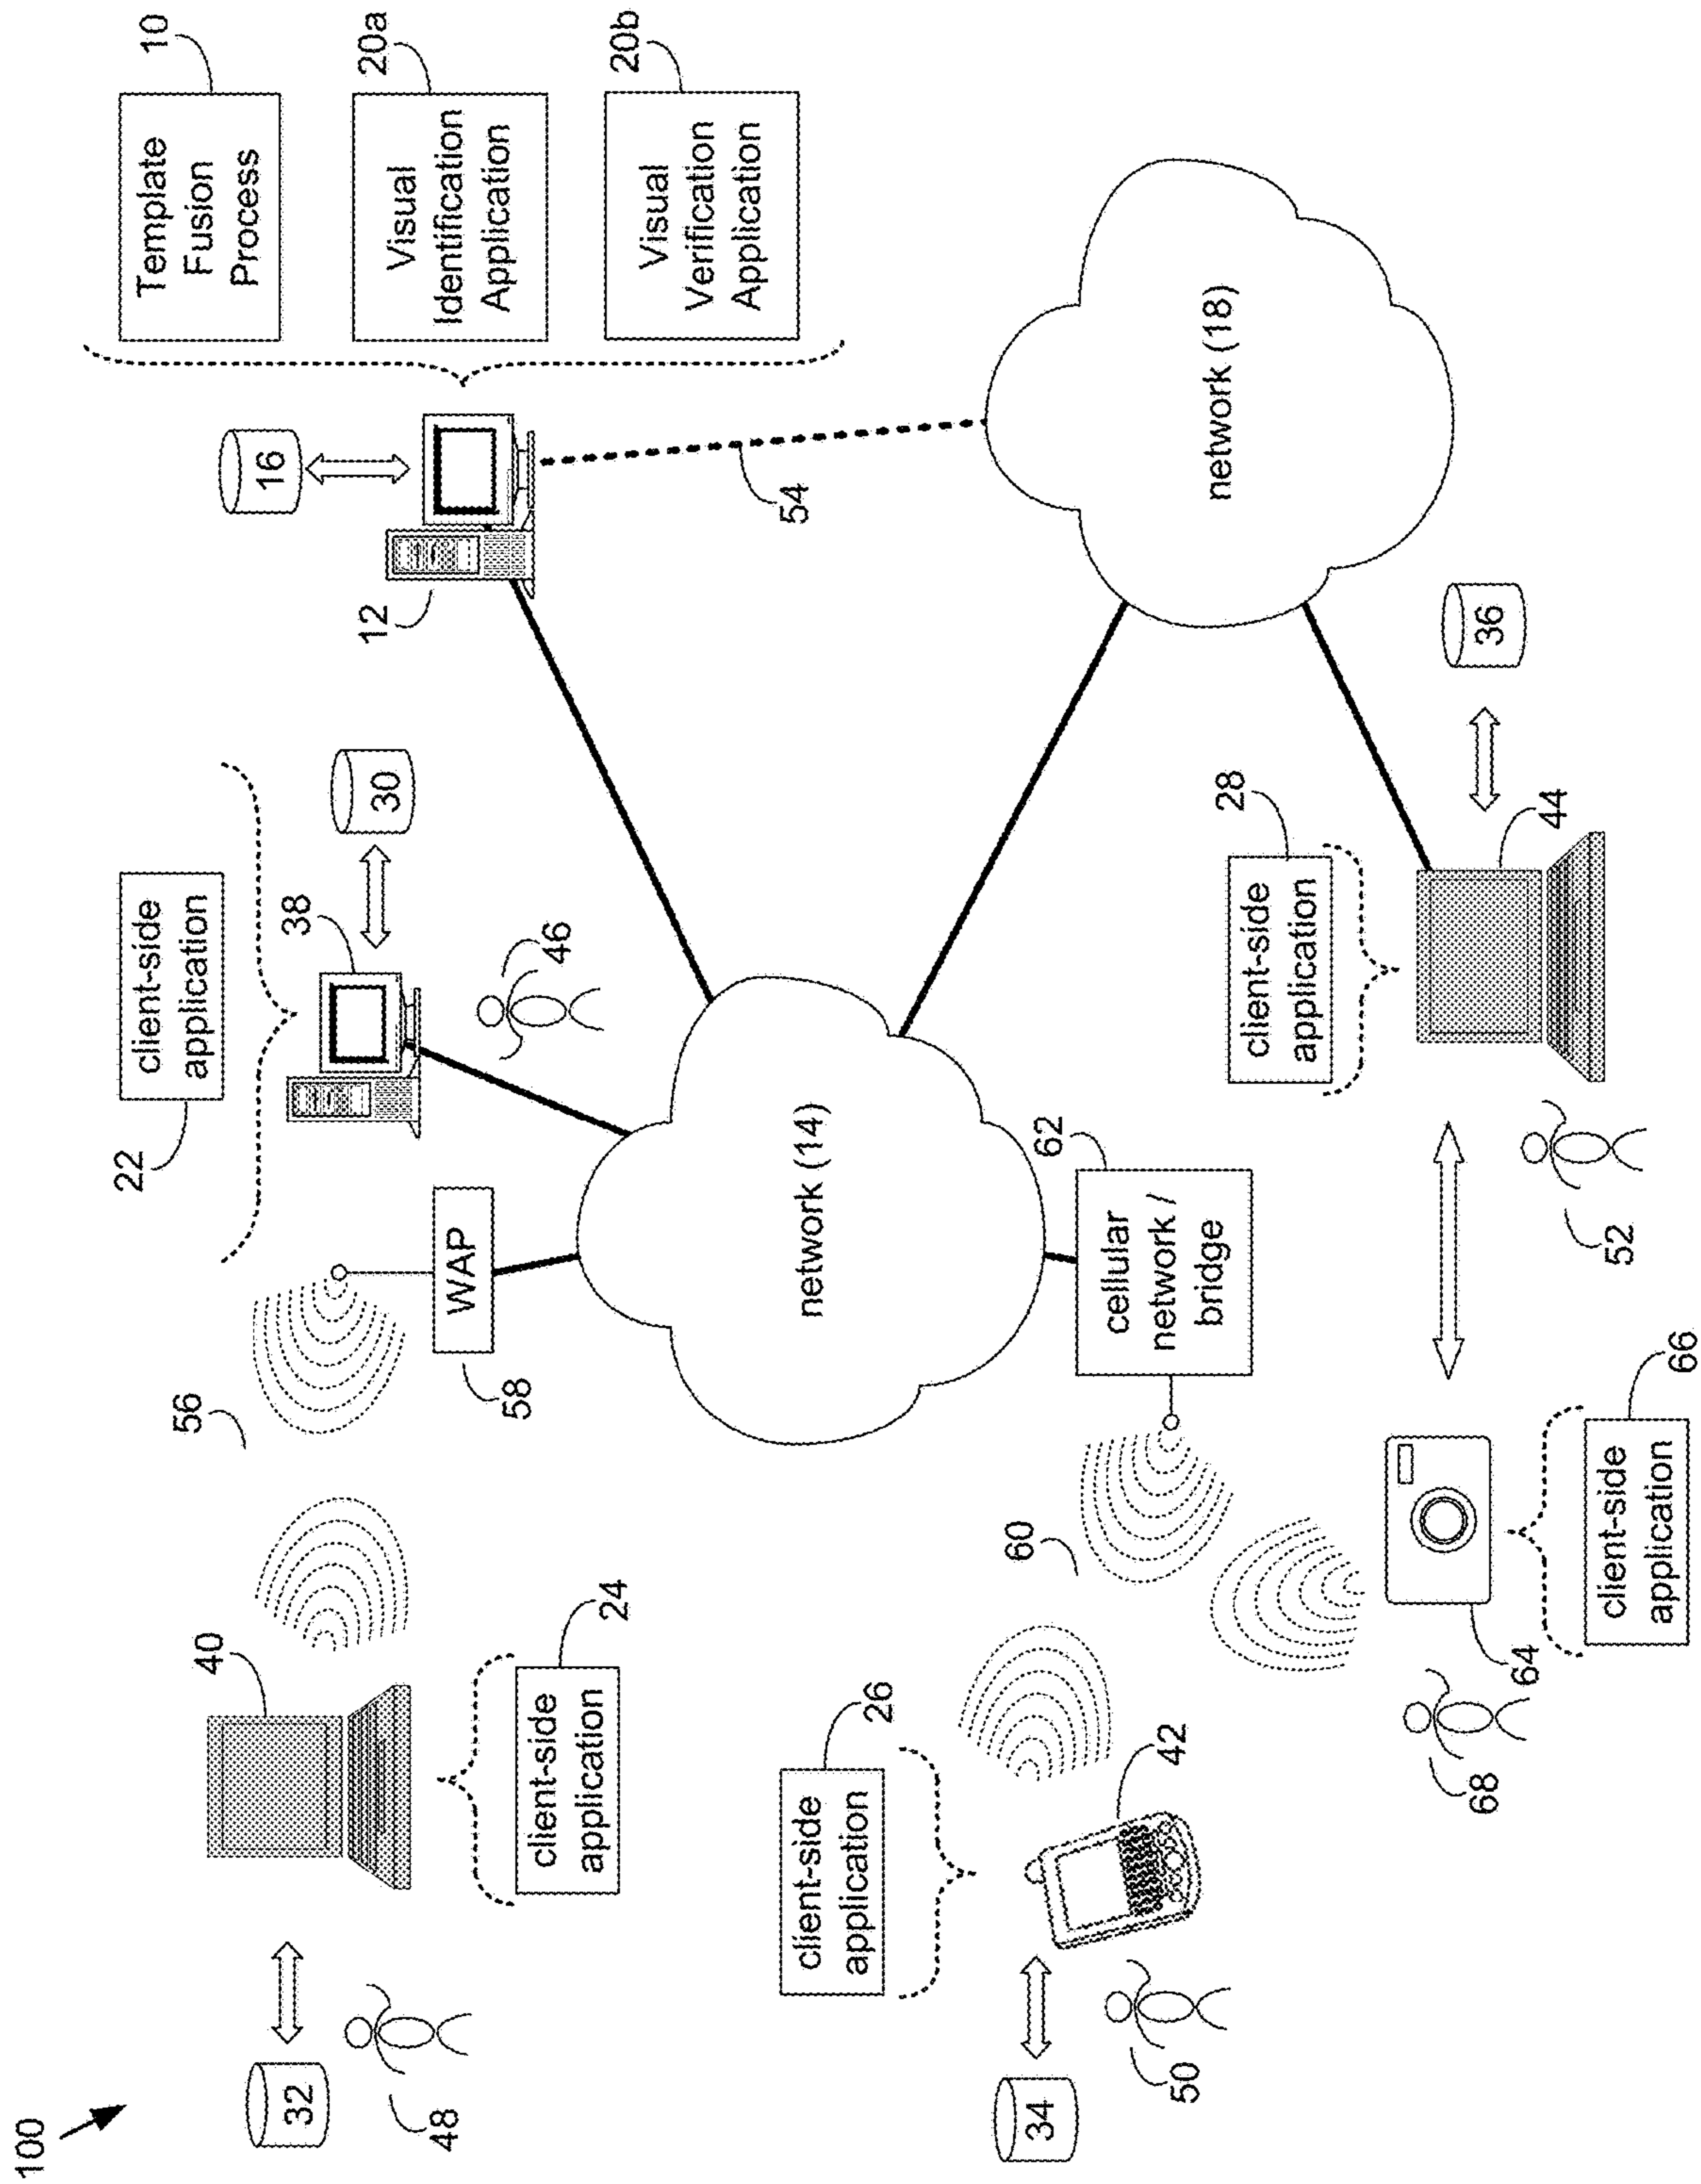 100
32
48
40
client-side
application
24
56
WAP
58
22
client-side
application
38
30
46
16
12
Template
Fusion
Process
10
Visual
Identification
Application
20a
Visual
Verification
Application
20b
54
network (14)
network (18)
34
50
client-side
application
26
42
60
cellular
network /
bridge
62
68
64
client-side
application
66
52
client-side
application
28
44
36